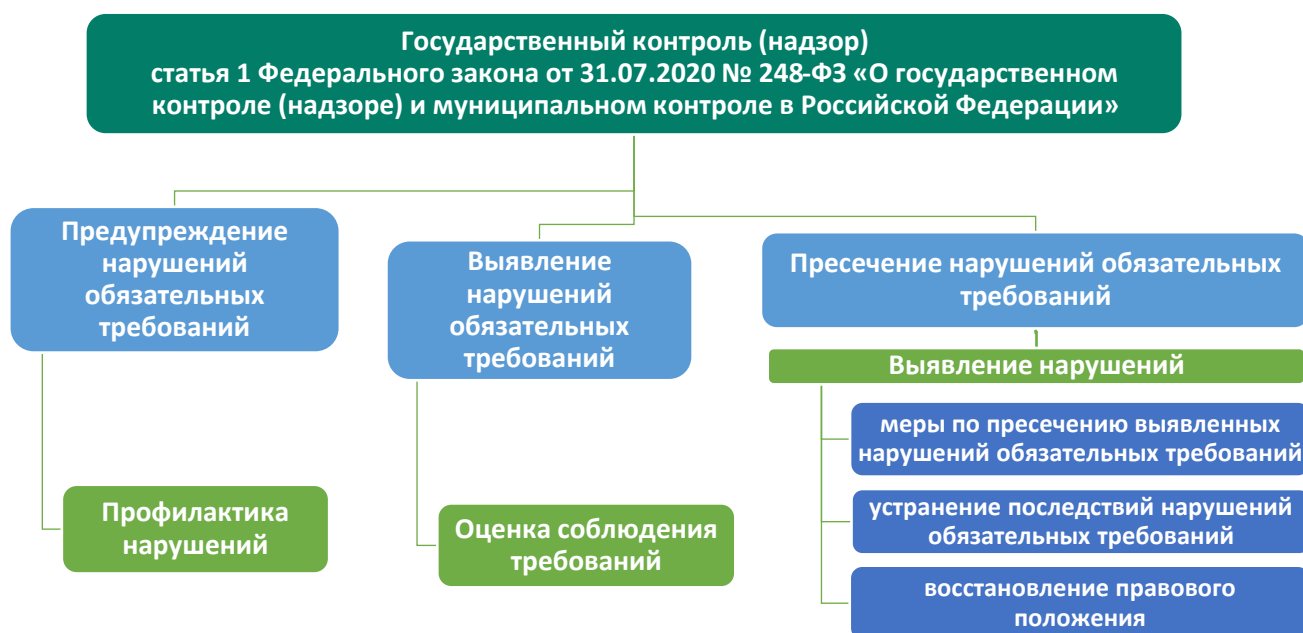 Государственный контроль (надзор)
статья 1 Федерального закона от 31.07.2020 № 248-ФЗ «О государственном
контроле (надзоре) и муниципальном контроле в Российской Федерации»
Предупреждение
нарушений
обязательных
требований
Профилактика
нарушений
Выявление
нарушений
обязательных
требований
Оценка соблюдения
требований
Пресечение нарушений обязательных
требований
Выявление нарушений
меры по пресечению выявленных
нарушений обязательных требований
устранение последствий нарушений
обязательных требований
восстановление правового
положения